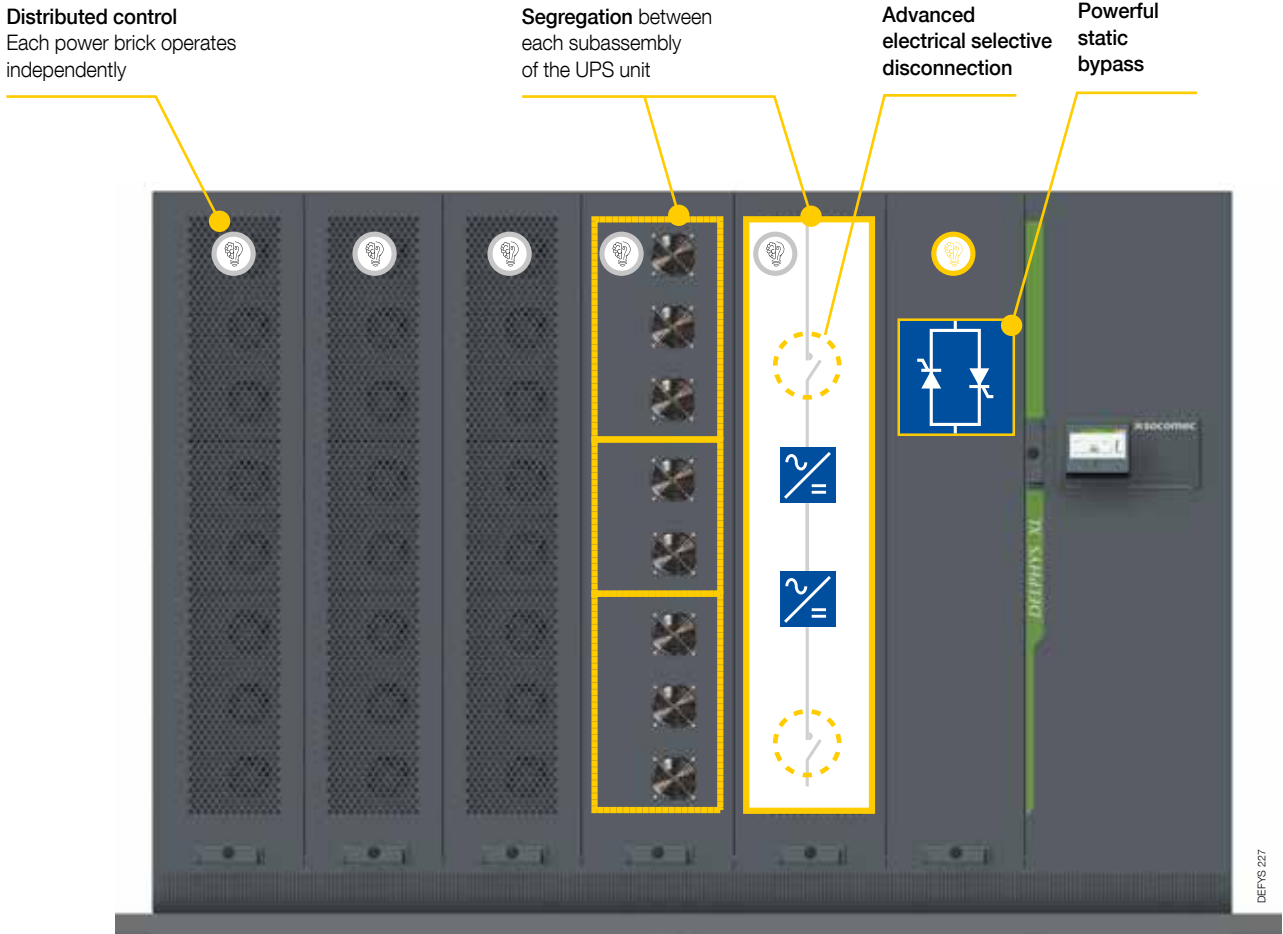 Distributed control
Each power brick operates
independently
Segregation between
each subassembly
of the UPS unit
Advanced
electrical selective
disconnection
Powerful
static
bypass
socomec
DELPHYS XL
DEFYS 227